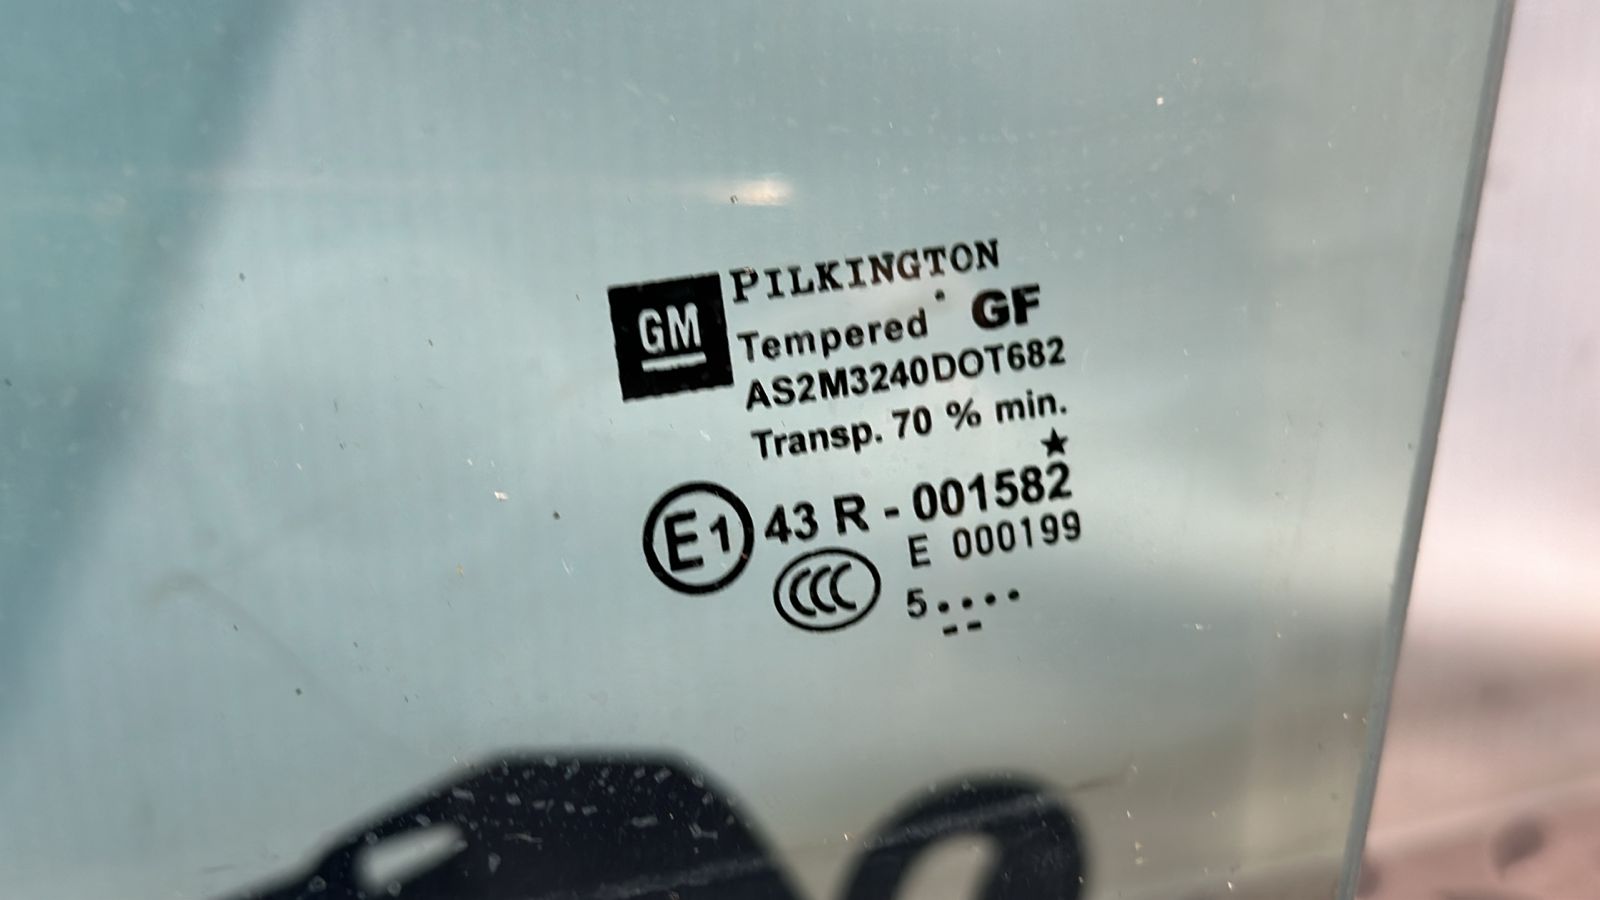 PILKINGTON
GM
Tempered GF
AS2M3240DOT682
Transp. 70 % min.
★
E1 43 R - 001582
CCC E 000199
5....
--